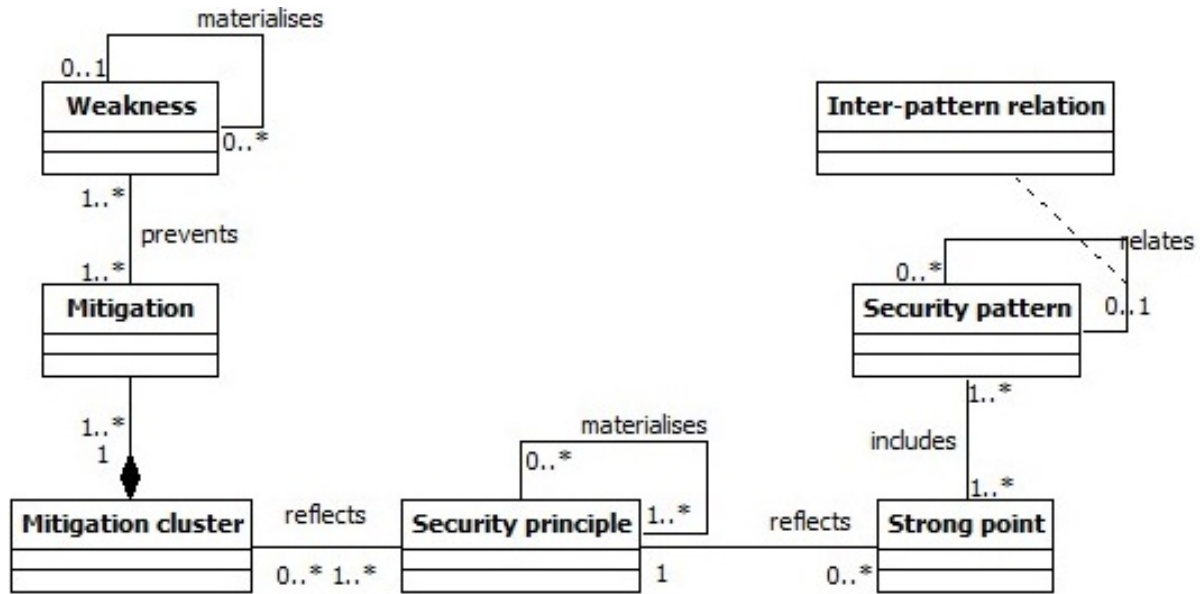 materialises
0..1
Weakness
Inter-pattern relation
0..*
1..*
prevents
relates
1..*
0..*
Mitigation
Security pattern
0..1
1..*
1..*
materialises
includes
1
0..*
1..*
Mitigation cluster
reflects
Security principle
1..*
reflects
Strong point
0..* 1..*
1
0..*